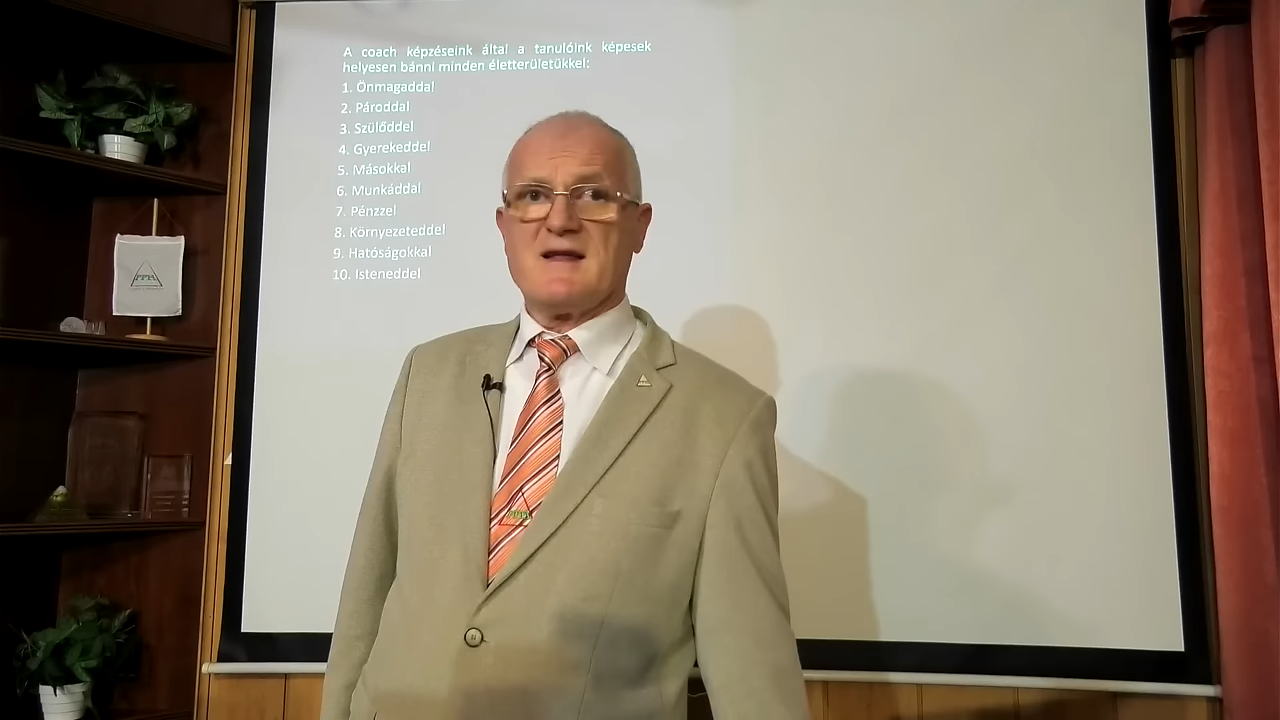 A coach képzéseink által a tanulóink képesek
helyesen bánni minden életterületükkel:
1. Önmagaddal
2. Pároddal
3. Szülőddel
4. Gyerekeddel
5. Másokkal
6. Munkáddal
7. Pénzzel
8. Környezeteddel
9. Hatóságokkal
10. Isteneddel